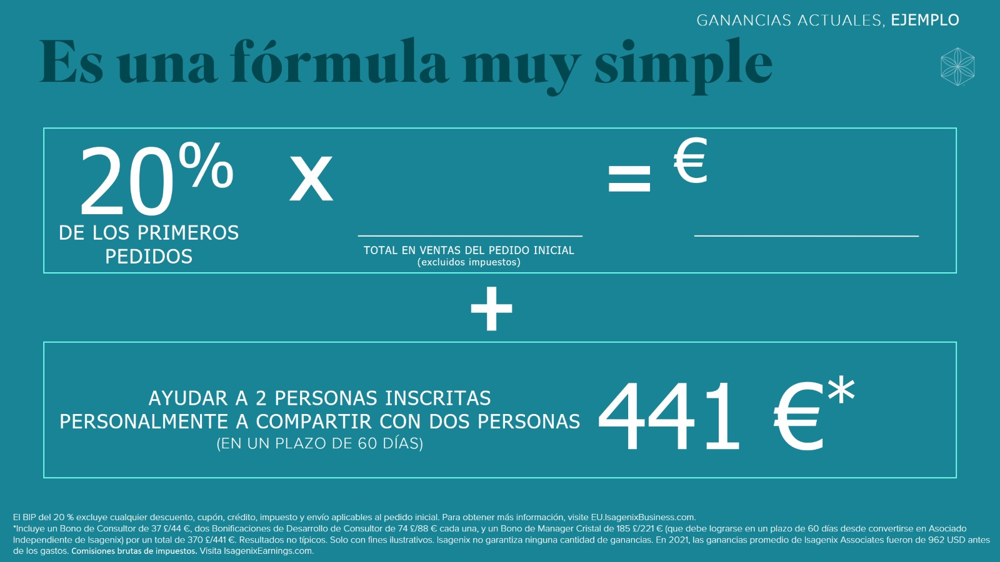 GANANCIAS ACTUALES, EJEMPLO
Es una fórmula muy simple
20% x = €
DE LOS PRIMEROS
PEDIDOS
TOTAL EN VENTAS DEL PEDIDO INICIAL
(excluidos impuestos)
+
AYUDAR A 2 PERSONAS INSCRITAS
PERSONALMENTE A COMPARTIR CON DOS PERSONAS
(EN UN PLAZO DE 60 DÍAS)
441 €*
El BIP del 20 % excluye cualquier descuento, cupón, crédito, impuesto y envío aplicables al pedido inicial. Para obtener más información, visite EU.IsagenixBusiness.com.
*Incluye un Bono de Consultor de 37 £/44 €, dos Bonificaciones de Desarrollo de Consultor de 74 £/88 € cada una, y un Bono de Manager Cristal de 185 £/221 € (que debe lograrse en un plazo de 60 días desde convertirse en Asociado
Independiente de Isagenix) por un total de 370 £/441 €. Resultados no típicos. Solo con fines ilustrativos. Isagenix no garantiza ninguna cantidad de ganancias. En 2021, las ganancias promedio de Isagenix Associates fueron de 962 USD antes
de los gastos. Comisiones brutas de impuestos. Visita IsagenixEarnings.com.